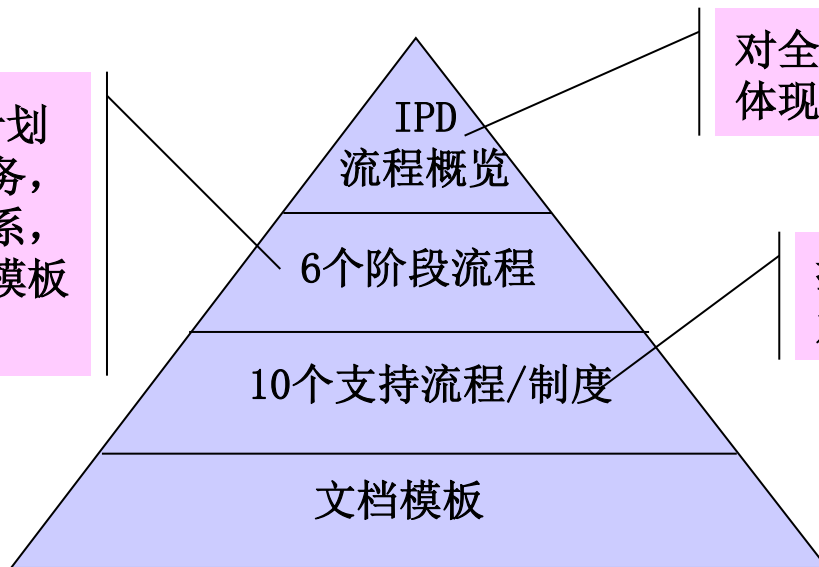 对全
体现
IPD
流程概览
划
务，
系，
模板
6个阶段流程
10个支持流程/制度
文档模板